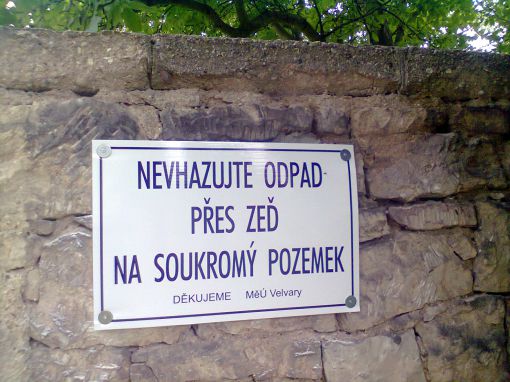 NEVHAZUJTE ODPAD
PŘES ZEĎ
NA SOUKROMÝ POZEMEK
DĚKUJEME MěÚ Velvary